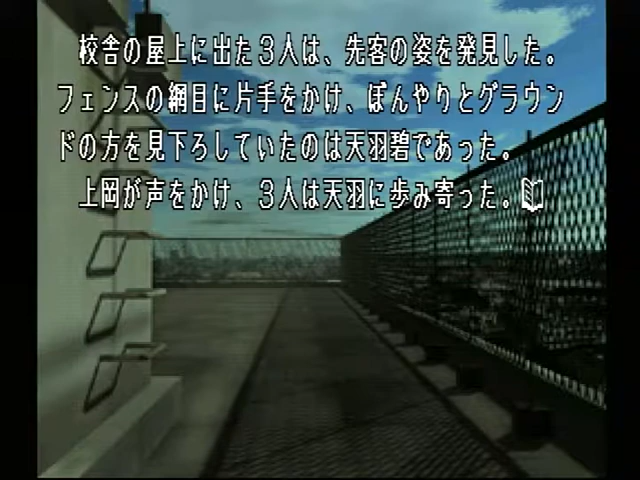 校舎の屋上に出た３人は、先客の姿を発見した。
フェンスの網目に片手をかけ、ぼんやりとグラウン
ドの方を見下ろしていたのは天羽碧であった。
上岡が声をかけ、３人は天羽に歩み寄った。